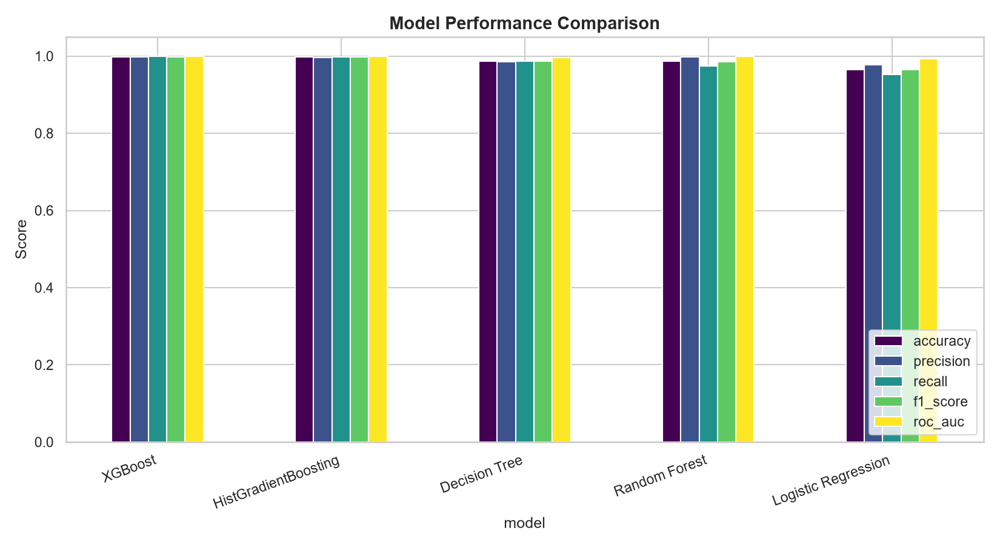 Model Performance Comparison
1.0
0.8
0.6
0.4
0.2
0.0
Score
accuracy
precision
recall
f1_score
roc_auc
XGBoost
HistGradientBoosting
Decision Tree
Random Forest
Logistic Regression
model